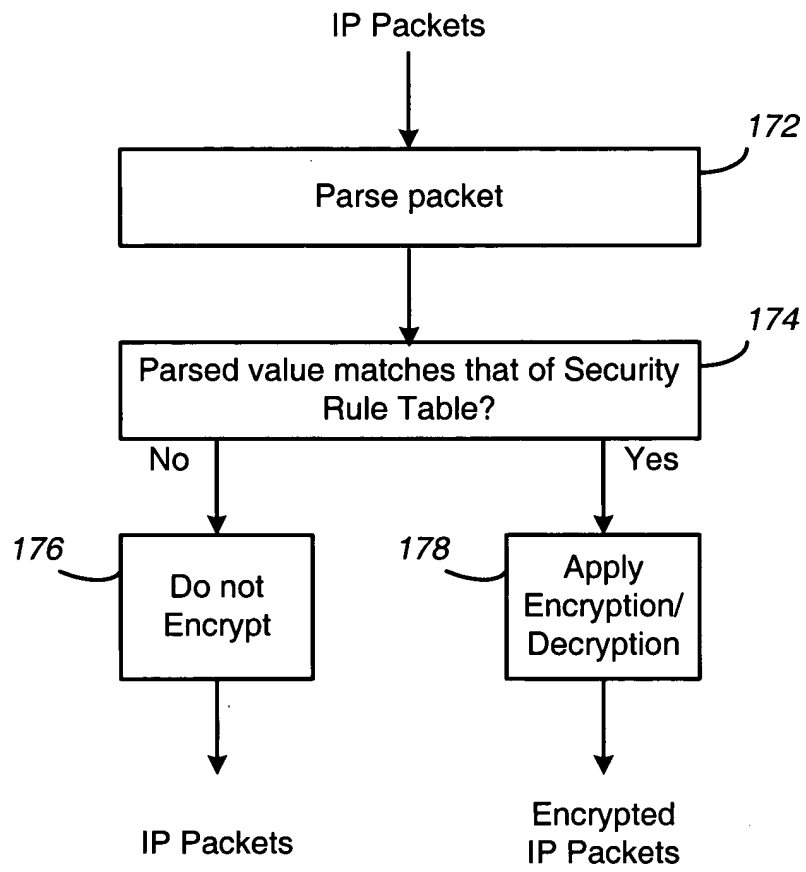 IP Packets
172
Parse packet
174
Parsed value matches that of Security
Rule Table?
No
Yes
176
Do not
Encrypt
178
Apply
Encryption/
Decryption
IP Packets
Encrypted
IP Packets